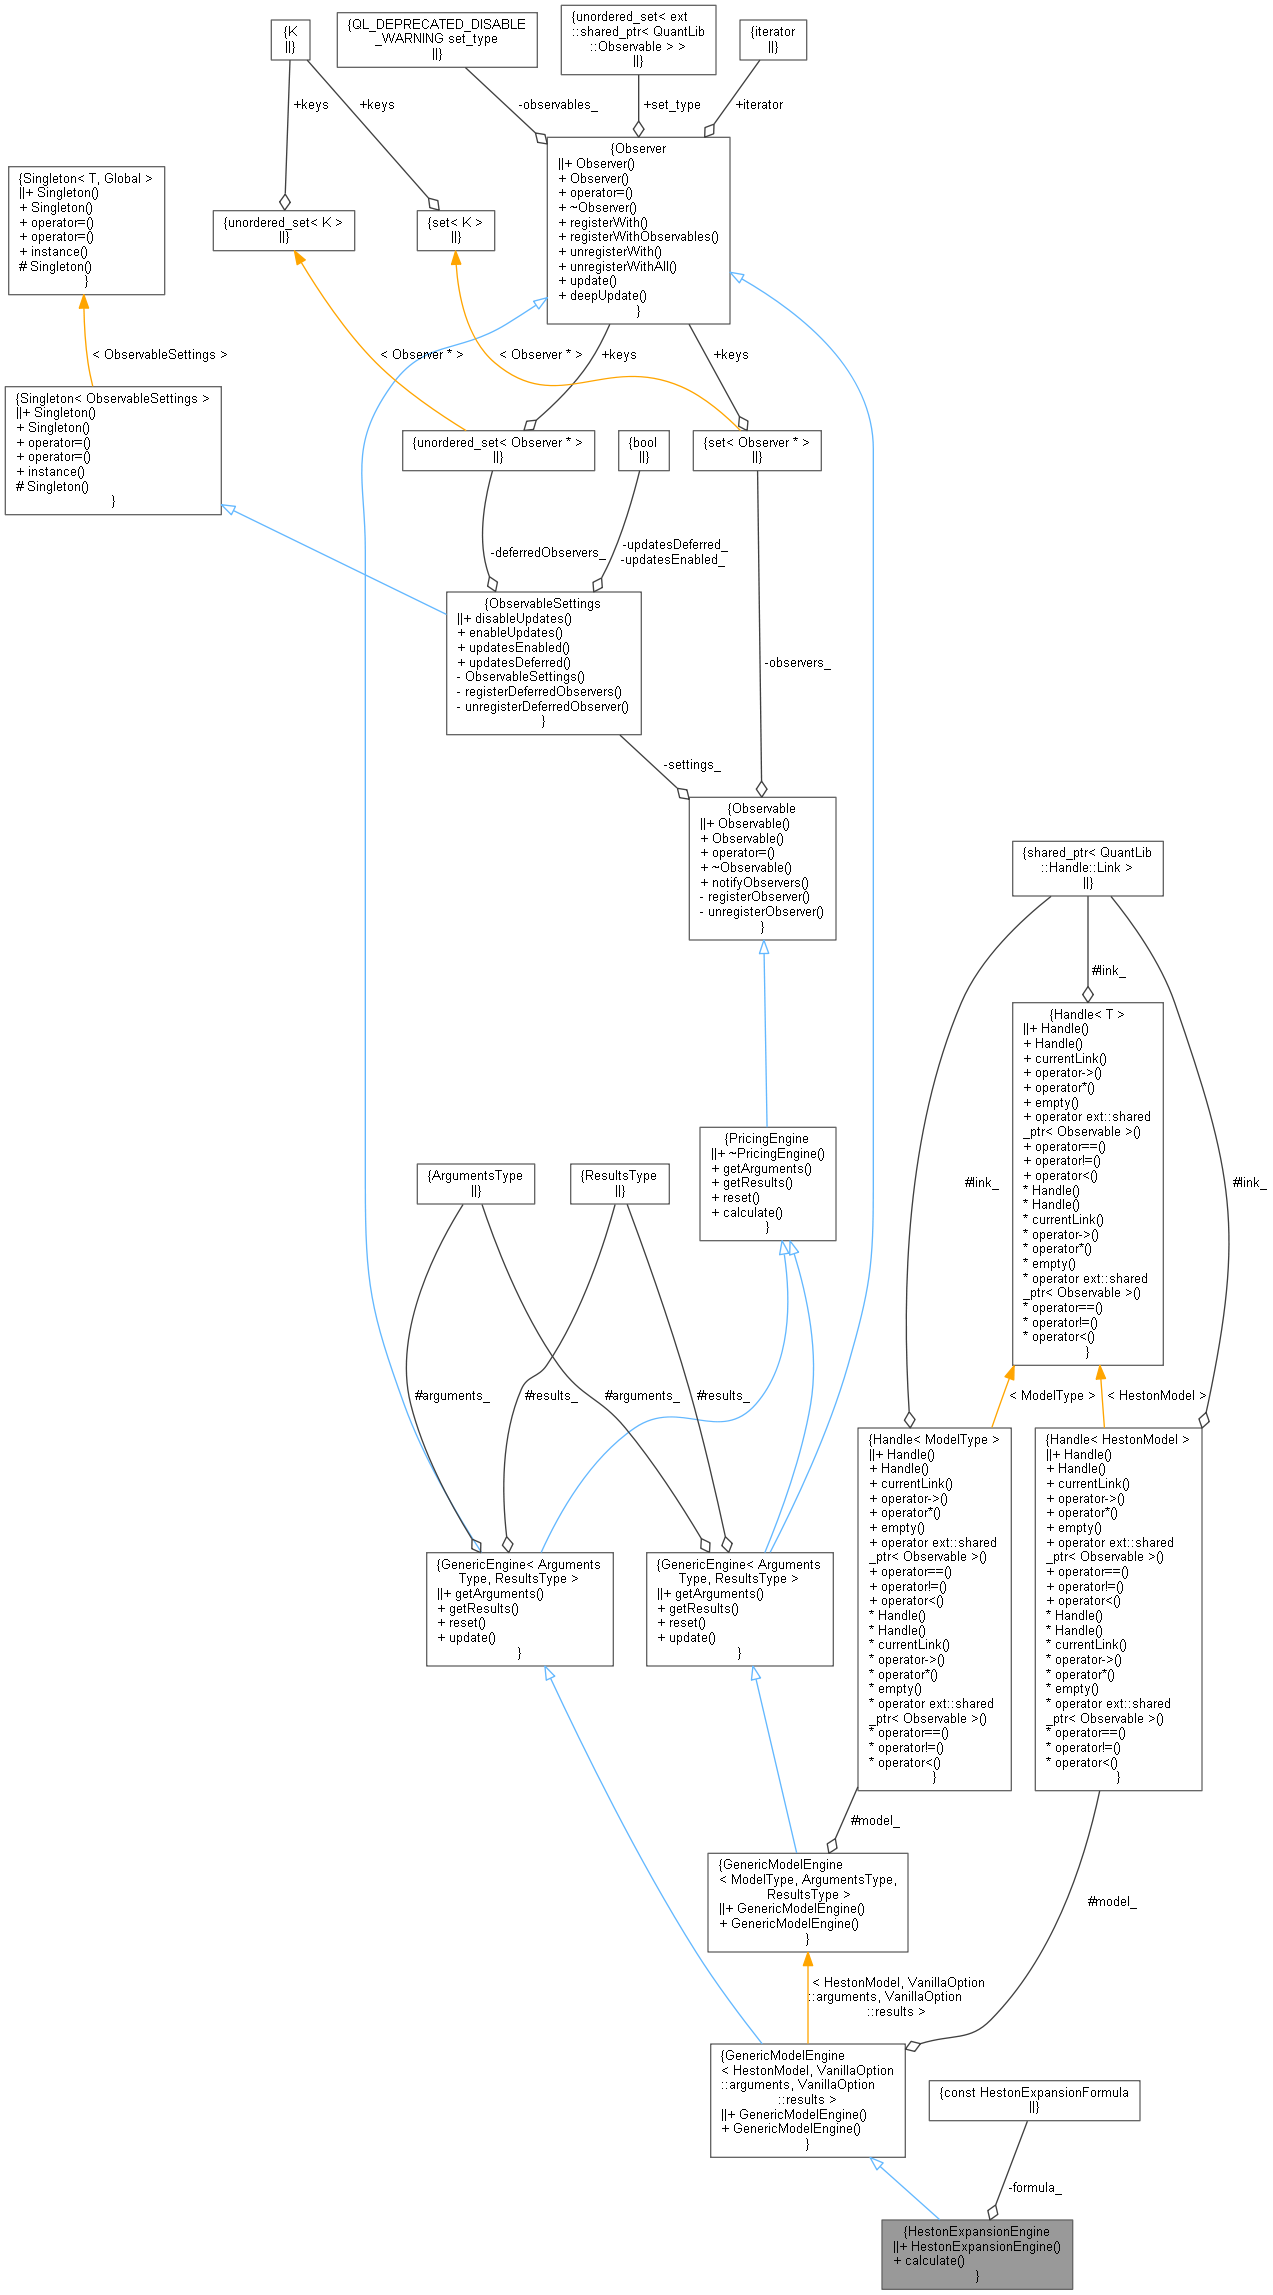 {K
||}
{QL_DEPRECATED_DISABLE
_WARNING set_type
||}
{unordered_set< ext
::shared_ptr< QuantLib
::Observable > >
||}
{iterator
||}
+keys
+keys
-observables_
+set_type
+iterator
{Singleton< T, Global >
||+ Singleton()
+ Singleton()
+ operator=()
+ operator=()
+ instance()
# Singleton()
}
{unordered_set< K >
||}
{set< K >
||}
{Observer
||+ Observer()
+ Observer()
+ operator=()
+ ~Observer()
+ registerWith()
+ registerWithObservables()
+ unregisterWith()
+ unregisterWithAll()
+ update()
+ deepUpdate()
}
< ObservableSettings >
< Observer * >
< Observer * >
+keys
+keys
{Singleton< ObservableSettings >
||+ Singleton()
+ Singleton()
+ operator=()
+ operator=()
+ instance()
# Singleton()
}
{unordered_set< Observer * >
||}
{bool
||}
{set< Observer * >
||}
-deferredObservers_
-updatesDeferred_
-updatesEnabled_
{ObservableSettings
||+ disableUpdates()
+ enableUpdates()
+ updatesEnabled()
+ updatesDeferred()
- ObservableSettings()
- registerDeferredObservers()
- unregisterDeferredObserver()
}
-observers_
-settings_
{Observable
||+ Observable()
+ Observable()
+ operator=()
+ ~Observable()
+ notifyObservers()
- registerObserver()
- unregisterObserver()
}
{shared_ptr< QuantLib
::Handle::Link >
||}
#link_
{Handle< T >
||+ Handle()
+ Handle()
+ currentLink()
+ operator->()
+ operator*()
+ empty()
+ operator ext::shared
_ptr< Observable >()
+ operator==()
+ operator!=()
+ operator<()
* Handle()
* Handle()
* currentLink()
* operator->()
* operator*()
* empty()
* operator ext::shared
_ptr< Observable >()
* operator==()
* operator!=()
* operator<()
}
#link_
#link_
{PricingEngine
||+ ~PricingEngine()
+ getArguments()
+ getResults()
+ reset()
+ calculate()
}
{ArgumentsType
||}
{ResultsType
||}
#arguments_
#results_
#arguments_
#results_
< ModelType >
< HestonModel >
{Handle< ModelType >
||+ Handle()
+ Handle()
+ currentLink()
+ operator->()
+ operator*()
+ empty()
+ operator ext::shared
_ptr< Observable >()
+ operator==()
+ operator!=()
+ operator<()
* Handle()
* Handle()
* currentLink()
* operator->()
* operator*()
* empty()
* operator ext::shared
_ptr< Observable >()
* operator==()
* operator!=()
* operator<()
}
{Handle< HestonModel >
||+ Handle()
+ Handle()
+ currentLink()
+ operator->()
+ operator*()
+ empty()
+ operator ext::shared
_ptr< Observable >()
+ operator==()
+ operator!=()
+ operator<()
* Handle()
* Handle()
* currentLink()
* operator->()
* operator*()
* empty()
* operator ext::shared
_ptr< Observable >()
* operator==()
* operator!=()
* operator<()
}
{GenericEngine< Arguments
Type, ResultsType >
||+ getArguments()
+ getResults()
+ reset()
+ update()
}
{GenericEngine< Arguments
Type, ResultsType >
||+ getArguments()
+ getResults()
+ reset()
+ update()
}
#model_
{GenericModelEngine
< ModelType, ArgumentsType,
ResultsType >
||+ GenericModelEngine()
+ GenericModelEngine()
}
#model_
< HestonModel, VanillaOption
::arguments, VanillaOption
::results >
{GenericModelEngine
< HestonModel, VanillaOption
::arguments, VanillaOption
::results >
||+ GenericModelEngine()
+ GenericModelEngine()
}
{const HestonExpansionFormula
||}
-formula_
{HestonExpansionEngine
||+ HestonExpansionEngine()
+ calculate()
}